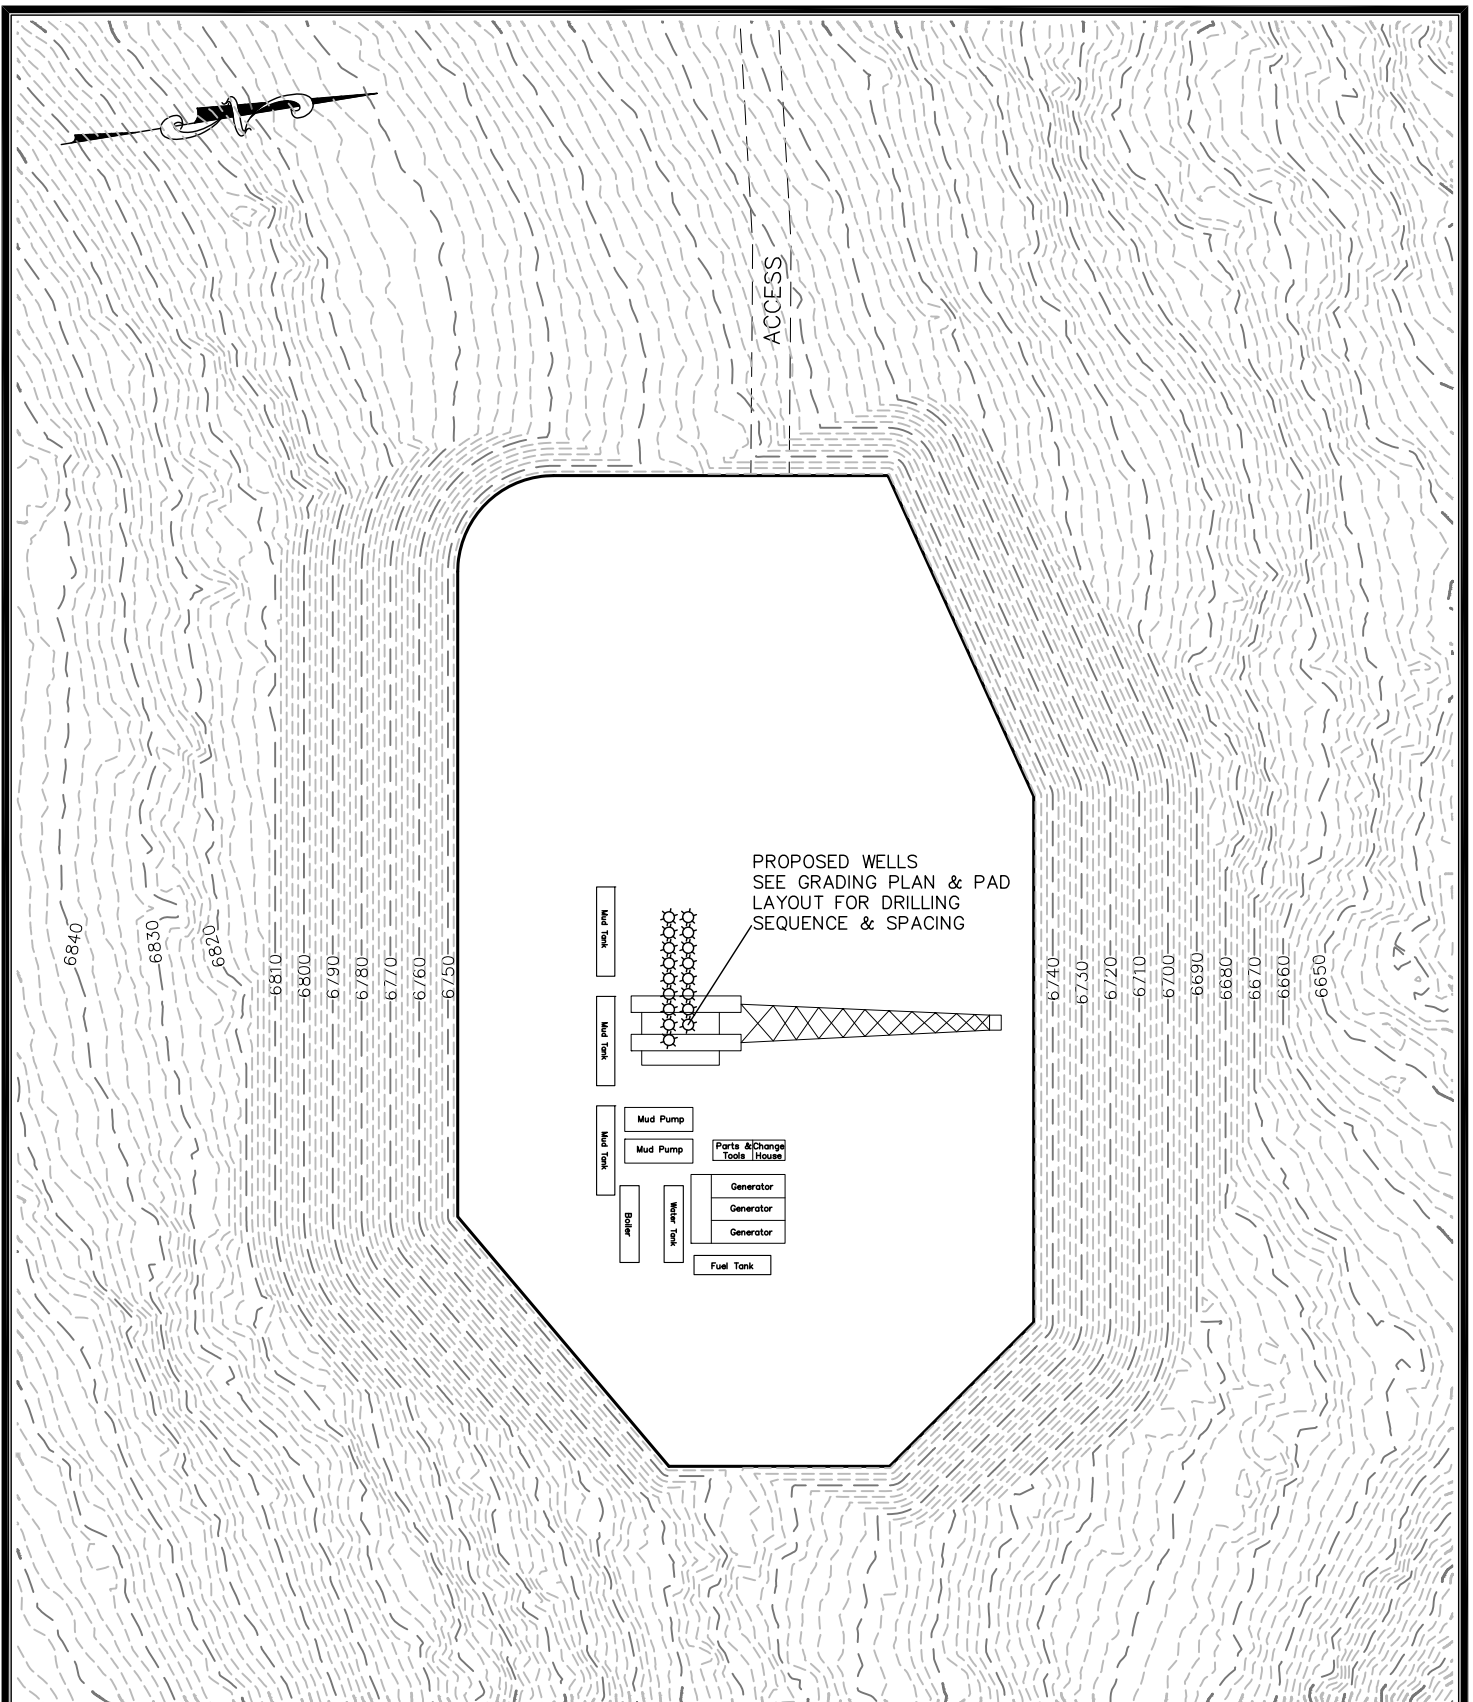 N
ACCESS
PROPOSED WELLS
SEE GRADING PLAN & PAD
LAYOUT FOR DRILLING
SEQUENCE & SPACING
Mud Tank
6840
6830
6820
6810
6800
6790
6780
6770
6760
6750
6740
6730
6720
6710
6700
6690
6680
6670
6660
6650
Mud Tank
Mud Tank
Mud Pump
Mud Pump
Parts &
Tools
Change
House
Generator
Generator
Generator
Boiler
Water Tank
Fuel Tank